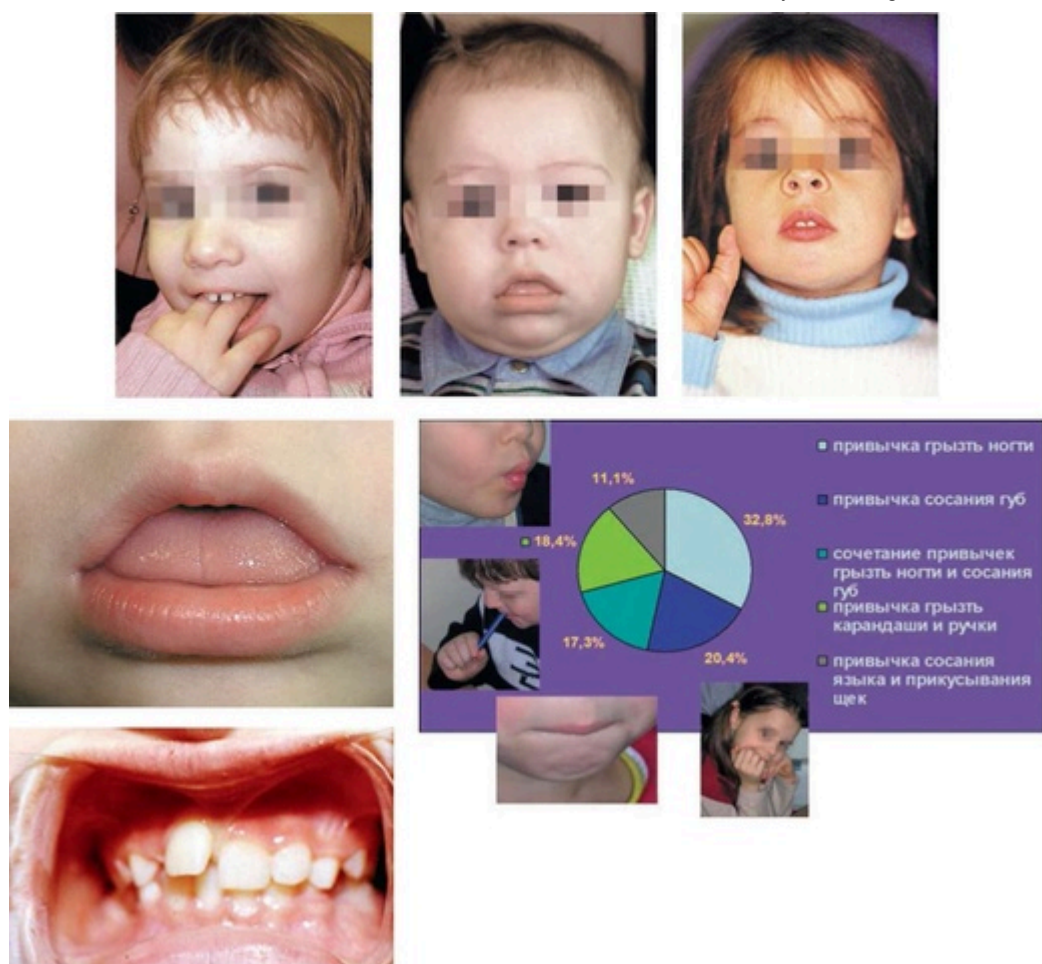 привычка грызть ногти
11,1%
32,8%
привычка сосания губ
18,4%
сочетание привычек
грызть ногти и сосания
губ
привычка грызть
карандаши и ручки
17,3%
20,4%
привычка сосания
языка и прикусывания
щек